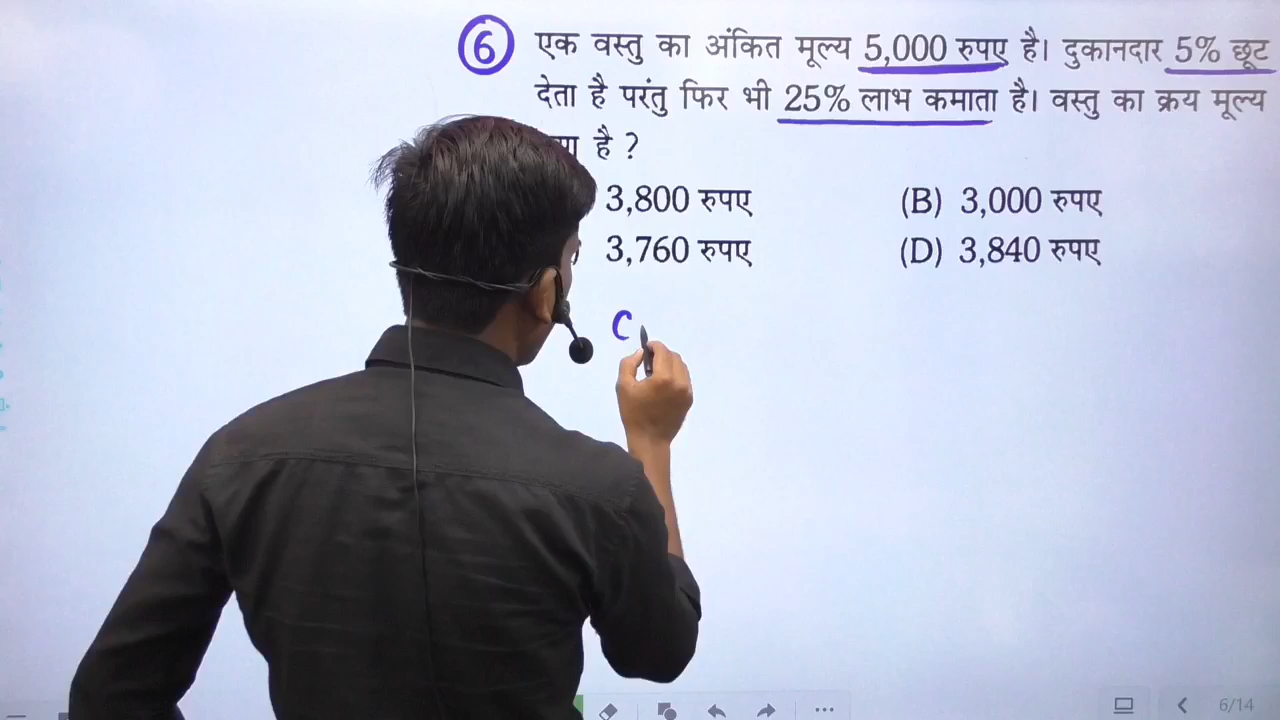 6 एक वस्तु का अंकित मूल्य 5,000 रुपए है। दुकानदार 5% छूट
देता है परंतु फिर भी 25% लाभ कमाता है। वस्तु का क्रय मूल्य
है ?
3,800 रुपए (B) 3,000 रुपए
3,760 रुपए (D) 3,840 रुपए
C
6/14